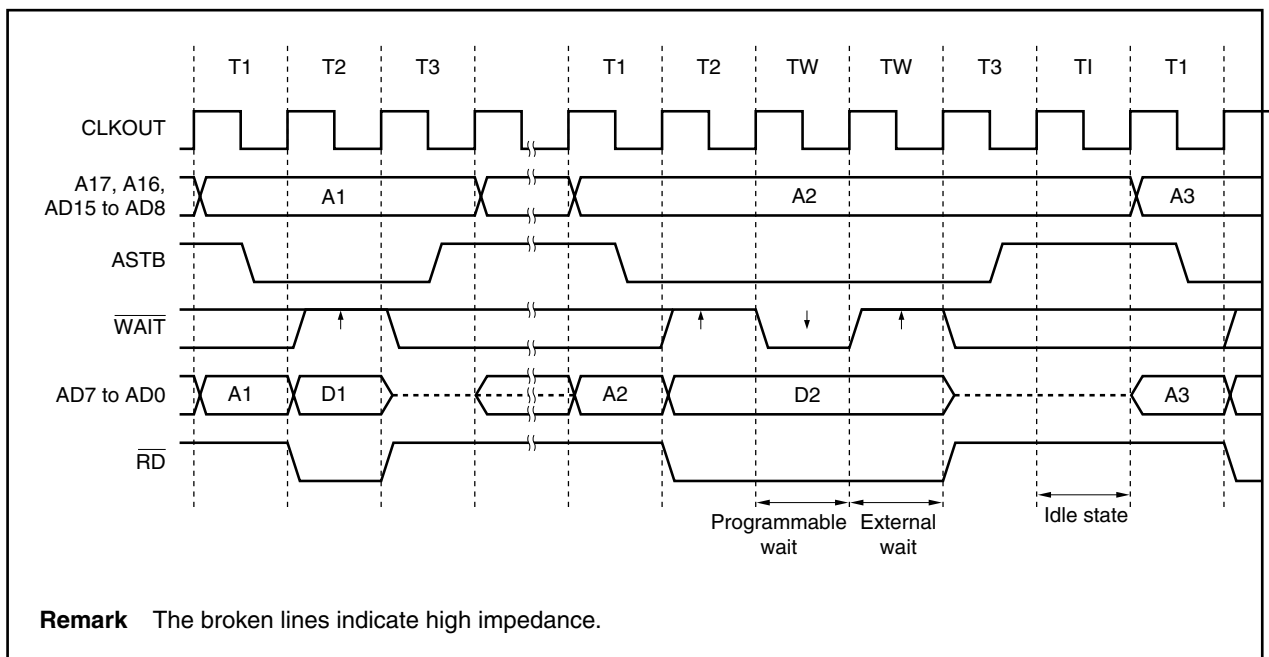 T1 T2 T3 T1 T2 TW TW T3 TI T1
CLKOUT
A17, A16,
AD15 to AD8
A1 A2 A3
ASTB
WAIT
AD7 to AD0
A1 D1 A2 D2 A3
RD
Programmable
wait
External
wait
Idle state
Remark The broken lines indicate high impedance.